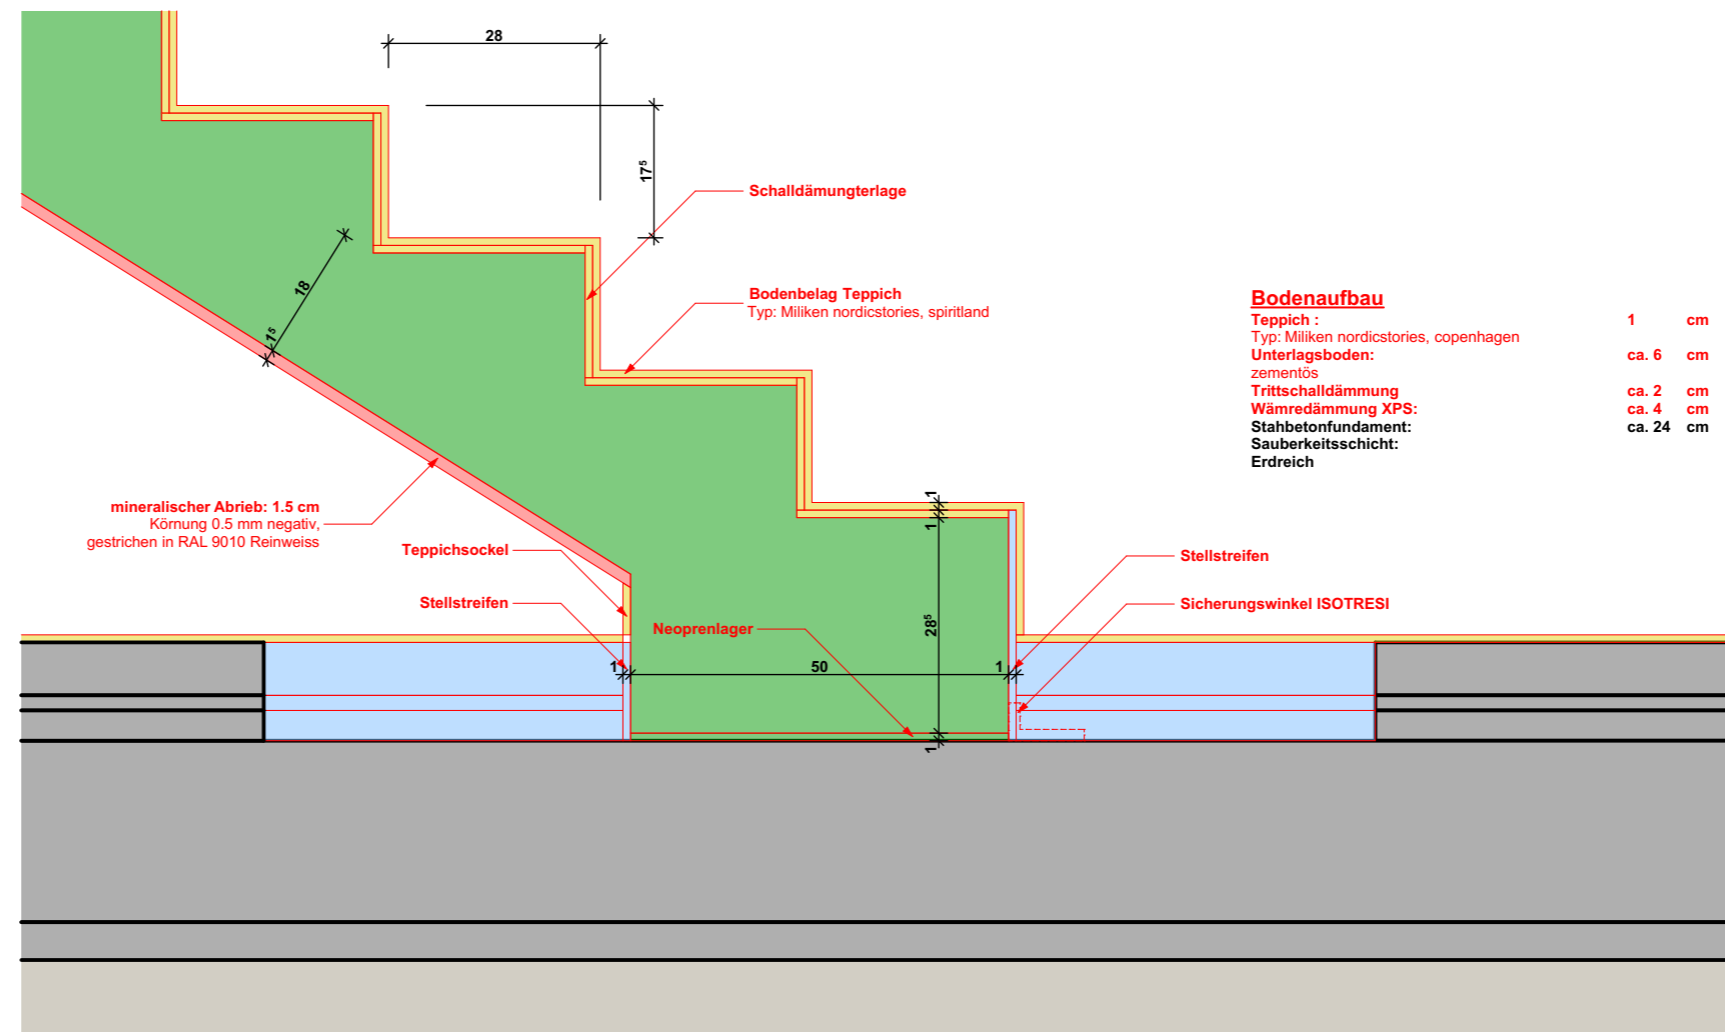 28
17⁵
Schalldämungterlage
18
1⁵
Bodenbelag Teppich
Typ: Miliken nordicstories, spiritland
Bodenaufbau
Teppich : 1 cm
Typ: Miliken nordicstories, copenhagen
Unterlagsboden: ca. 6 cm
zementös
Trittschalldämmung ca. 2 cm
Wämredämmung XPS: ca. 4 cm
Stahbetonfundament: ca. 24 cm
Sauberkeitsschicht:
Erdreich
mineralischer Abrieb: 1.5 cm
Körnung 0.5 mm negativ,
gestrichen in RAL 9010 Reinweiss
1
1
Teppichsockel
Stellstreifen
Stellstreifen
Sicherungswinkel ISOTRESI
Neoprenlager
28⁵
1
50
1
1